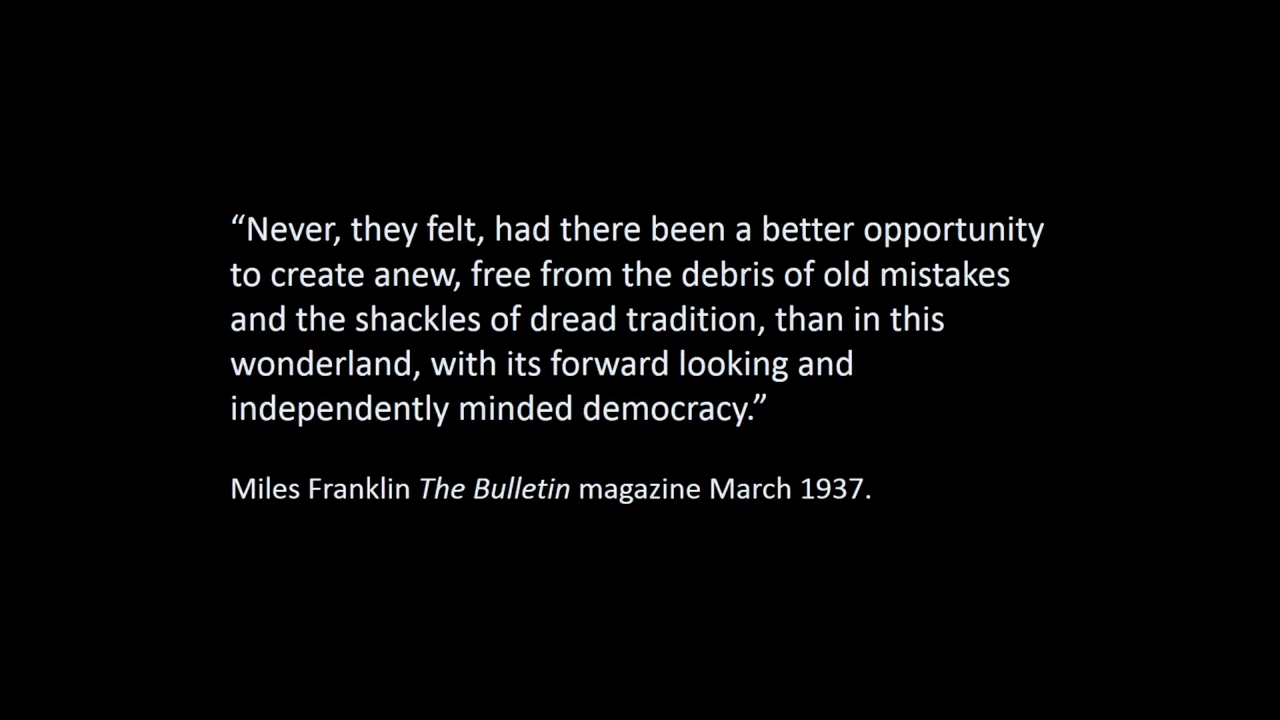 “Never, they felt, had there been a better opportunity
to create anew, free from the debris of old mistakes
and the shackles of dread tradition, than in this
wonderland, with its forward looking and
independently minded democracy.”
Miles Franklin The Bulletin magazine March 1937.